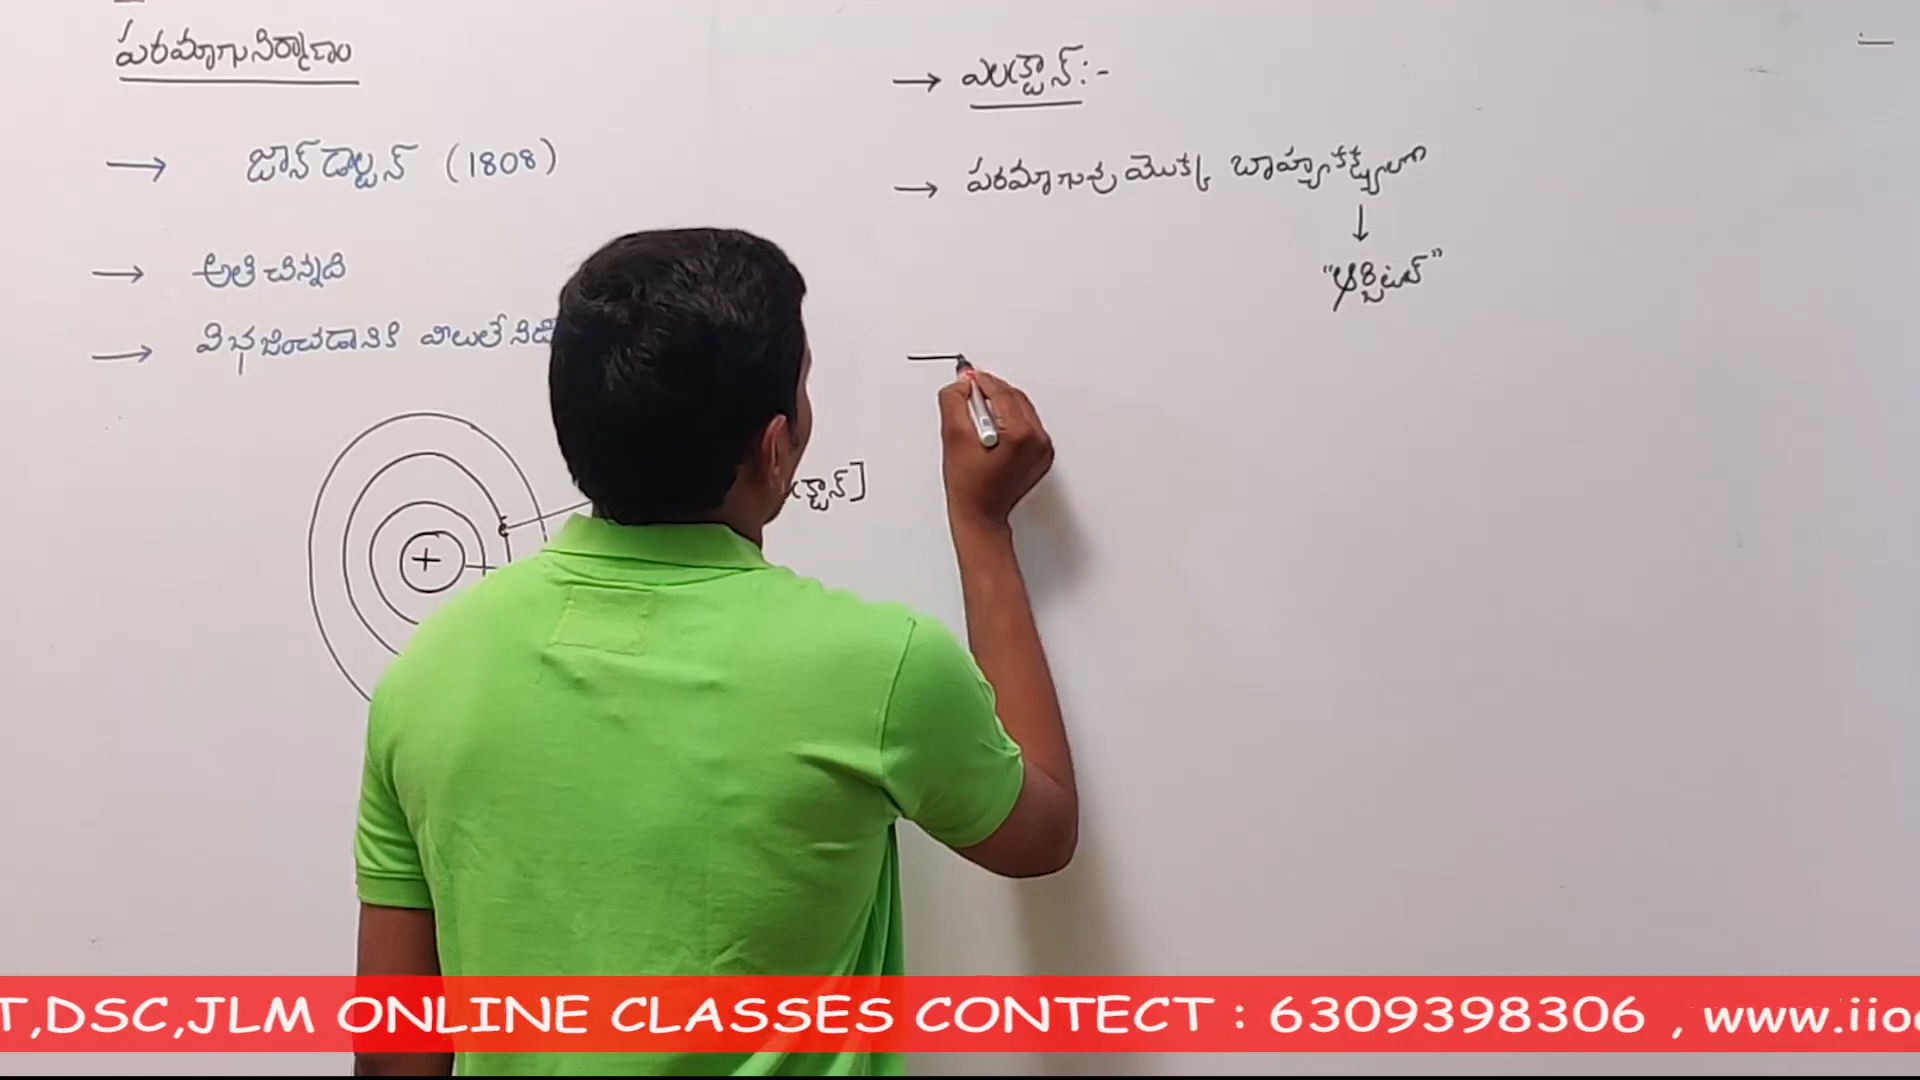 పరమాణు నిర్మాణం
→ జాన్ డాల్టన్ (1808)
→ అతి చిన్నది
→ విభజించడానికి వీలులేనిది
+
e
క్ట్రాన్]
→ ఎలక్ట్రాన్:-
→ పరమాణువు మొక్క బాహ్యకక్ష్యలో
↓
"ఆర్బిటాల్"
T,DSC,JLM ONLINE CLASSES CONTECT : 6309398306 , www.iio